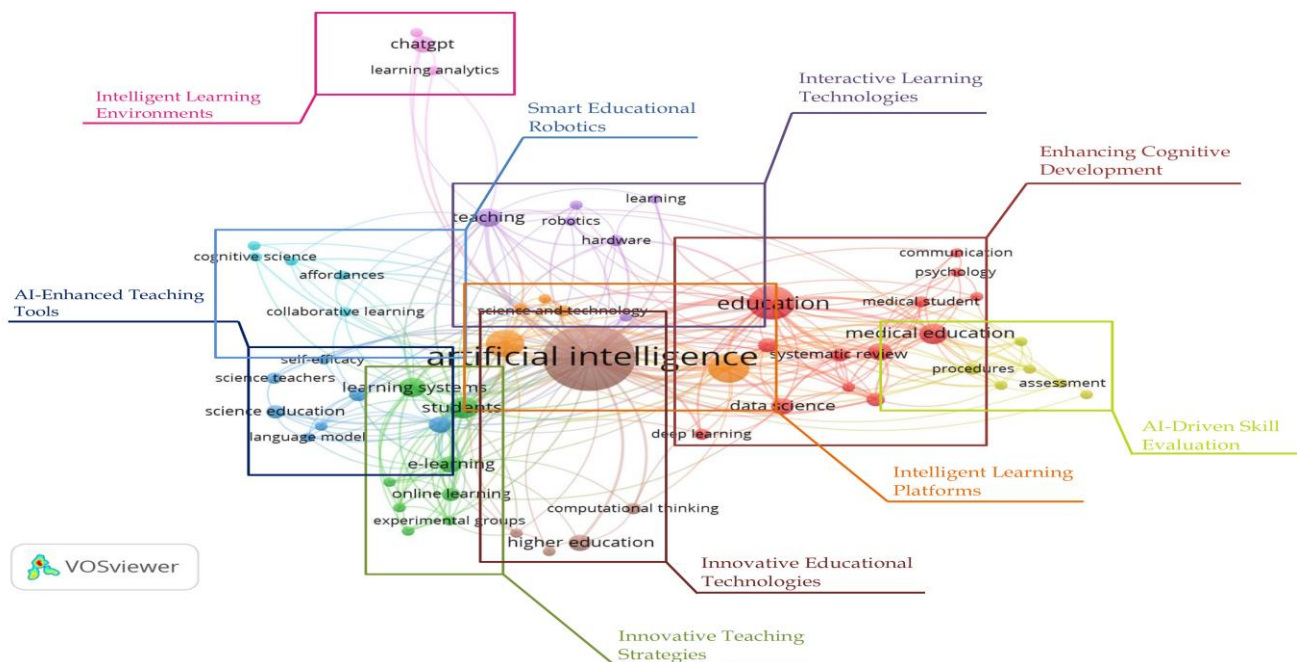 chatgpt
learning analytics
Intelligent Learning
Environments
Smart Educational
Robotics
Interactive Learning
Technologies
Enhancing Cognitive
Development
teaching
learning
robotics
hardware
cognitive science
affordances
collaborative learning
AI-Enhanced Teaching
Tools
science and technology
education
communication
psychology
medical student
medical education
artificial intelligence
systematic review
procedures
assessment
self-efficacy
science teachers
learning systems
science education
students
language model
data science
deep learning
AI-Driven Skill
Evaluation
e-learning
online learning
experimental groups
Intelligent Learning
Platforms
computational thinking
higher education
Innovative Educational
Technologies
VOSviewer
Innovative Teaching
Strategies